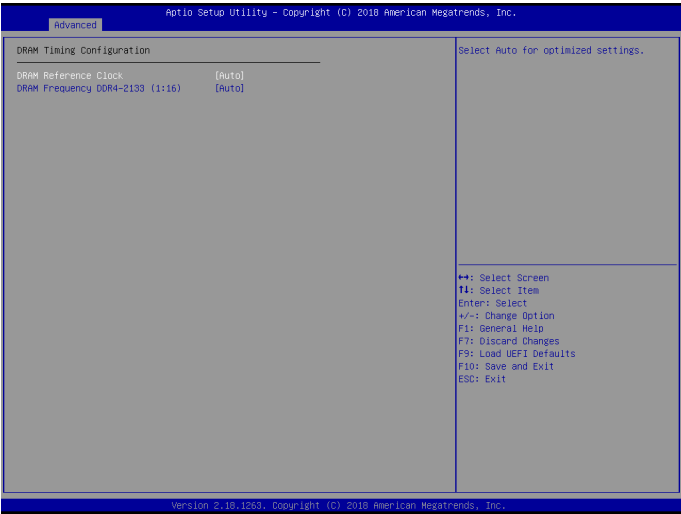 Aptio Setup Utility – Copyright (C) 2018 American Megatrends, Inc.
Advanced
DRAM Timing Configuration
DRAM Reference Clock [Auto]
DRAM Frequency DDR4-2133 (1:16) [Auto]
Select Auto for optimized settings.
↔: Select Screen
↑↓: Select Item
Enter: Select
+/-: Change Option
F1: General Help
F7: Discard Changes
F9: Load UEFI Defaults
F10: Save and Exit
ESC: Exit
Version 2.18.1263. Copyright (C) 2018 American Megatrends, Inc.